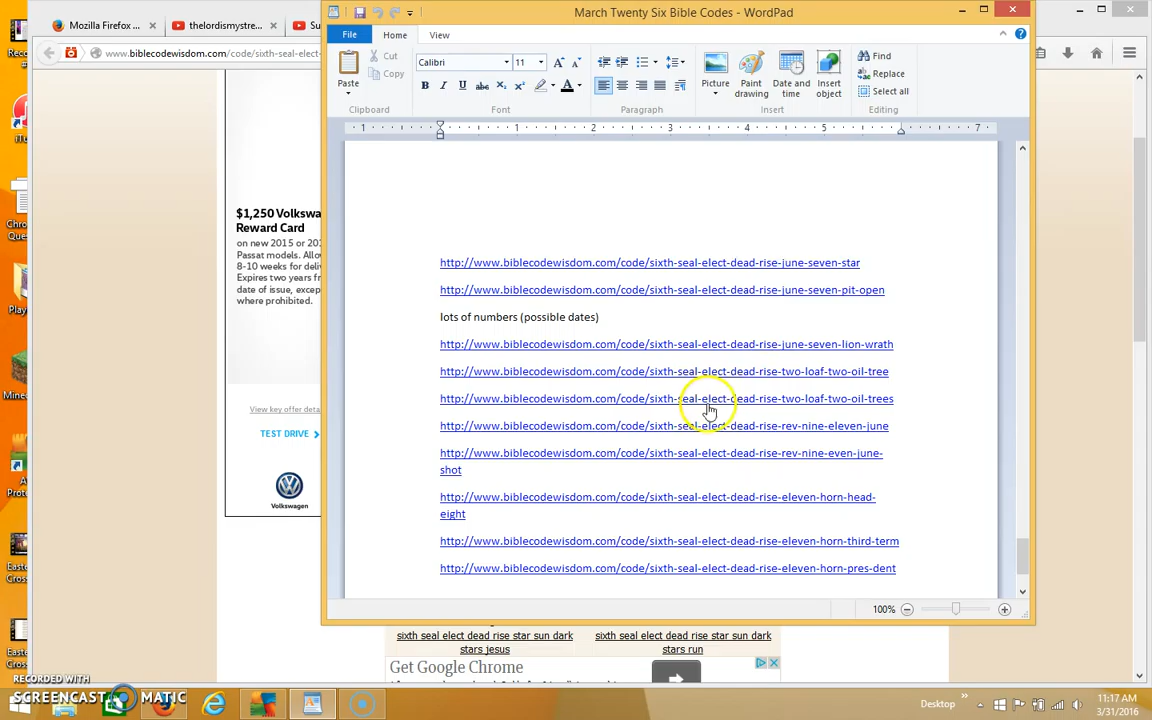 March Twenty Six Bible Codes - WordPad
Mozilla Firefox
thelordismystre
Su
www.biblecodewisdom.com/code/sixth-seal-elect-
File
Home
View
Cut
Copy
Paste
Calibri
11
Picture
Paint
drawing
Date and
time
Insert
object
Find
Replace
Select all
Clipboard
Font
Paragraph
Insert
Editing
1
1
2
3
4
5
7
http://www.biblecodewisdom.com/code/sixth-seal-elect-dead-rise-june-seven-star
http://www.biblecodewisdom.com/code/sixth-seal-elect-dead-rise-june-seven-pit-open
lots of numbers (possible dates)
http://www.biblecodewisdom.com/code/sixth-seal-elect-dead-rise-june-seven-lion-wrath
http://www.biblecodewisdom.com/code/sixth-seal-elect-dead-rise-two-loaf-two-oil-tree
http://www.biblecodewisdom.com/code/sixth-seal-elect-dead-rise-two-loaf-two-oil-trees
http://www.biblecodewisdom.com/code/sixth-seal-elect-dead-rise-rev-nine-eleven-june
http://www.biblecodewisdom.com/code/sixth-seal-elect-dead-rise-rev-nine-even-june-
shot
http://www.biblecodewisdom.com/code/sixth-seal-elect-dead-rise-eleven-horn-head-
eight
http://www.biblecodewisdom.com/code/sixth-seal-elect-dead-rise-eleven-horn-third-term
http://www.biblecodewisdom.com/code/sixth-seal-elect-dead-rise-eleven-horn-pres-dent
100%
$1,250 Volkswa
Reward Card
on new 2015 or 20
Passat models. Allo
8-10 weeks for deliv
Expires two years fr
date of issue, excep
where prohibited.
View key offer deta
TEST DRIVE
Volkswagen
sixth seal elect dead rise star sun dark
stars jesus
sixth seal elect dead rise star sun dark
stars run
Get Google Chrome
RECORDED WITH
SCREENCAST MATIC
Desktop
11:17 AM
3/31/2016